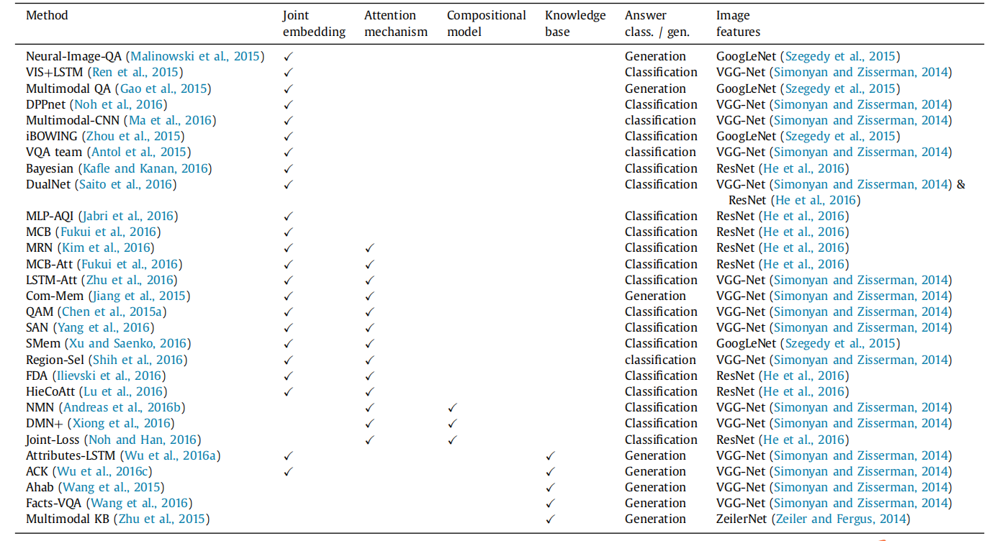 Method Joint Attention Compositional Knowledge Answer Image
embedding mechanism model base class. / gen. features
Neural-Image-QA (Malinowski et al., 2015) ✓ Generation GoogLeNet (Szegedy et al., 2015)
VIS+LSTM (Ren et al., 2015) ✓ Classification VGG-Net (Simonyan and Zisserman, 2014)
Multimodal QA (Gao et al., 2015) ✓ Generation GoogLeNet (Szegedy et al., 2015)
DPPnet (Noh et al., 2016) ✓ Classification VGG-Net (Simonyan and Zisserman, 2014)
Multimodal-CNN (Ma et al., 2016) ✓ classification VGG-Net (Simonyan and Zisserman, 2014)
iBOWING (Zhou et al., 2015) ✓ Classification GoogLeNet (Szegedy et al., 2015)
VQA team (Antol et al., 2015) ✓ classification VGG-Net (Simonyan and Zisserman, 2014)
Bayesian (Kafle and Kanan, 2016) ✓ Classification ResNet (He et al., 2016)
DualNet (Saito et al., 2016) ✓ Classification VGG-Net (Simonyan and Zisserman, 2014) &
ResNet (He et al., 2016)
MLP-AQI (Jabri et al., 2016) ✓ Classification ResNet (He et al., 2016)
MCB (Fukui et al., 2016) ✓ Classification ResNet (He et al., 2016)
MRN (Kim et al., 2016) ✓ ✓ Classification ResNet (He et al., 2016)
MCB-Att (Fukui et al., 2016) ✓ ✓ Classification ResNet (He et al., 2016)
LSTM-Att (Zhu et al., 2016) ✓ ✓ Classification VGG-Net (Simonyan and Zisserman, 2014)
Com-Mem (Jiang et al., 2015) ✓ ✓ Generation VGG-Net (Simonyan and Zisserman, 2014)
QAM (Chen et al., 2015a) ✓ ✓ Classification VGG-Net (Simonyan and Zisserman, 2014)
SAN (Yang et al., 2016) ✓ ✓ Classification VGG-Net (Simonyan and Zisserman, 2014)
SMem (Xu and Saenko, 2016) ✓ ✓ Classification GoogLeNet (Szegedy et al., 2015)
Region-Sel (Shih et al., 2016) ✓ ✓ classification VGG-Net (Simonyan and Zisserman, 2014)
FDA (Ilievski et al., 2016) ✓ ✓ Classification ResNet (He et al., 2016)
HieCoAtt (Lu et al., 2016) ✓ ✓ Classification ResNet (He et al., 2016)
NMN (Andreas et al., 2016b) ✓ ✓ Classification VGG-Net (Simonyan and Zisserman, 2014)
DMN+ (Xiong et al., 2016) ✓ ✓ Classification VGG-Net (Simonyan and Zisserman, 2014)
Joint-Loss (Noh and Han, 2016) ✓ ✓ Classification ResNet (He et al., 2016)
Attributes-LSTM (Wu et al., 2016a) ✓ ✓ Generation VGG-Net (Simonyan and Zisserman, 2014)
ACK (Wu et al., 2016c) ✓ ✓ Generation VGG-Net (Simonyan and Zisserman, 2014)
Ahab (Wang et al., 2015) ✓ Generation VGG-Net (Simonyan and Zisserman, 2014)
Facts-VQA (Wang et al., 2016) ✓ Generation VGG-Net (Simonyan and Zisserman, 2014)
Multimodal KB (Zhu et al., 2015) ✓ Generation ZeilerNet (Zeiler and Fergus, 2014)